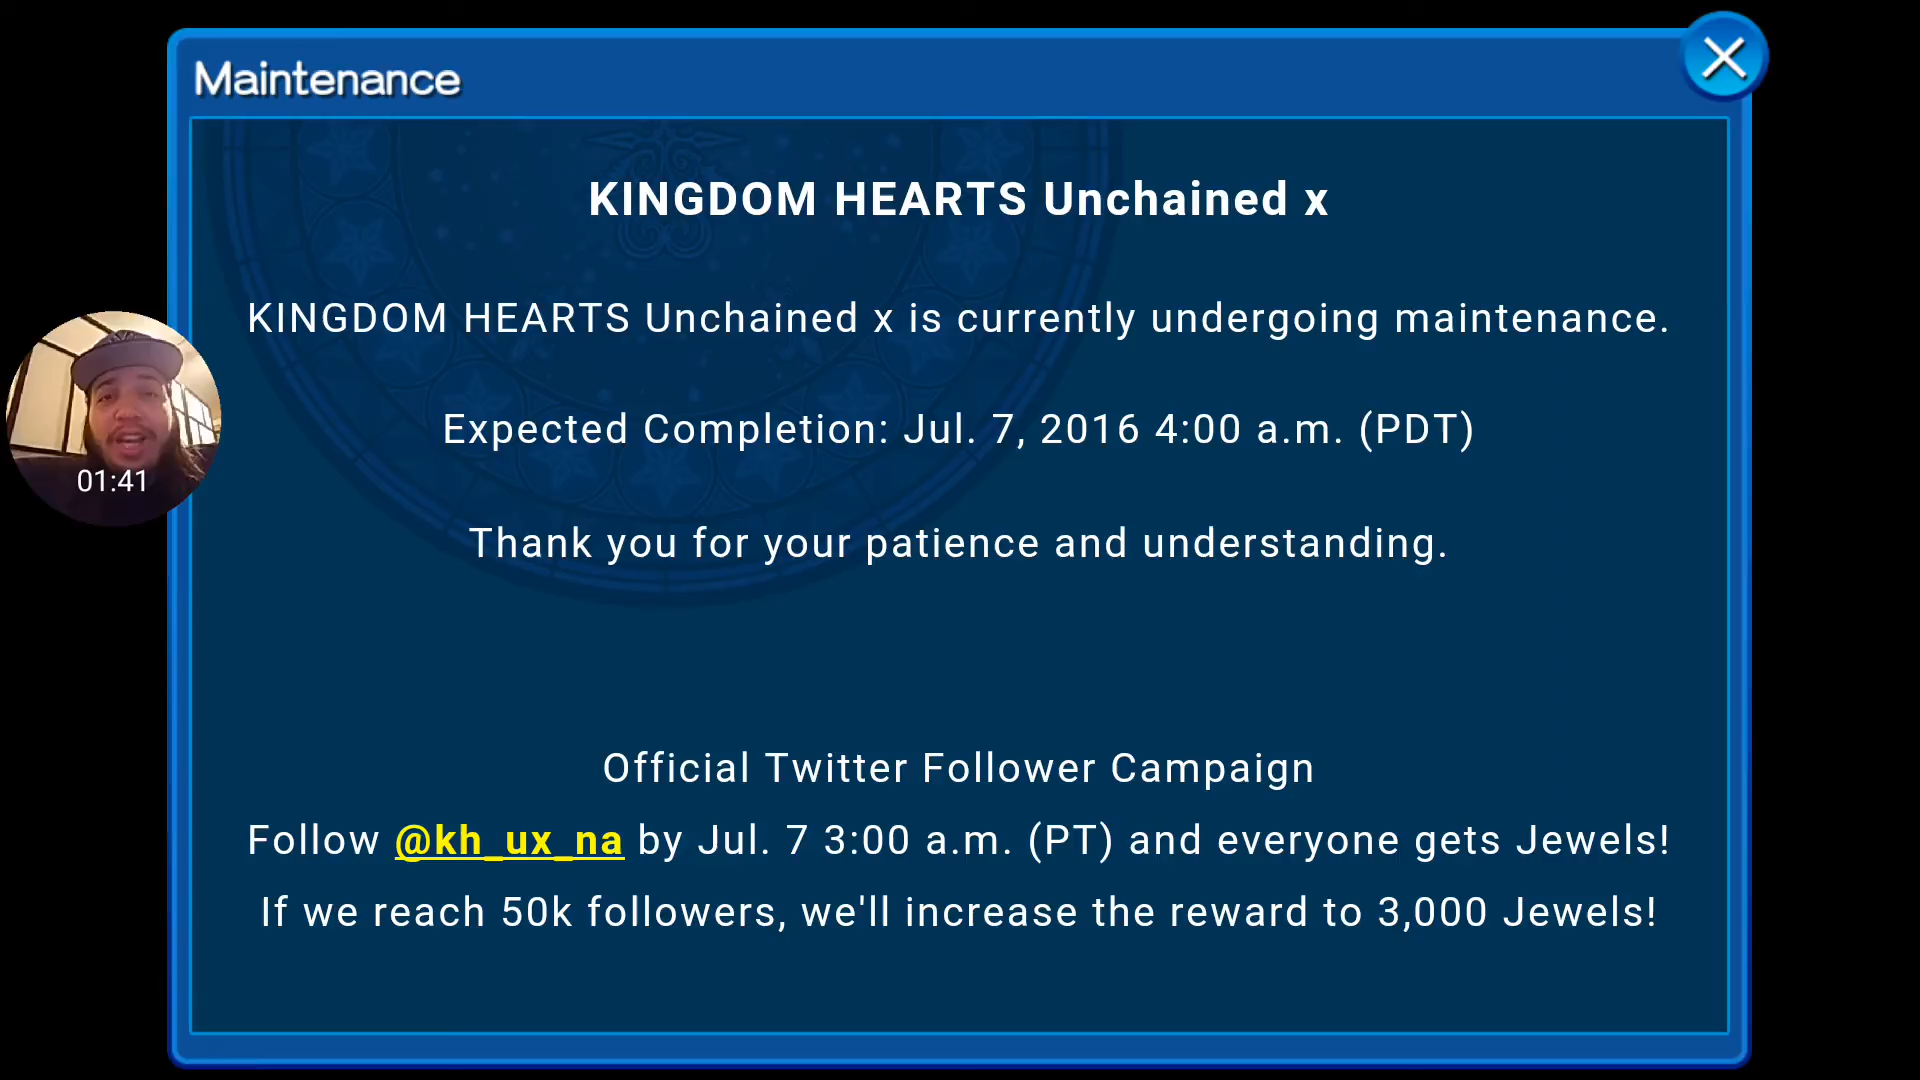 Maintenance
KINGDOM HEARTS Unchained x
KINGDOM HEARTS Unchained x is currently undergoing maintenance.
Expected Completion: Jul. 7, 2016 4:00 a.m. (PDT)
01:41
Thank you for your patience and understanding.
Official Twitter Follower Campaign
Follow @kh_ux_na by Jul. 7 3:00 a.m. (PT) and everyone gets Jewels!
If we reach 50k followers, we'll increase the reward to 3,000 Jewels!